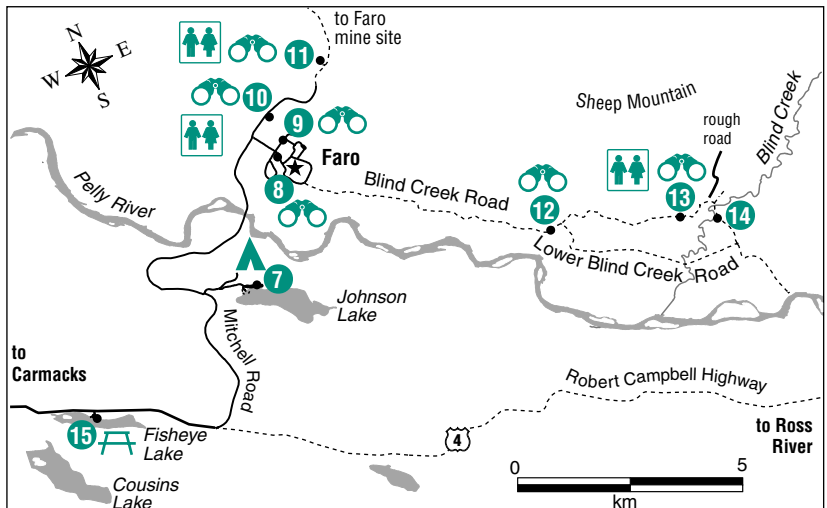 N
E
W
S
to Faro
mine site
11
10
9
Faro
8
Sheep Mountain
rough
road
Blind Creek
Pelly River
Blind Creek Road
12
13
14
Lower Blind Creek Road
7
Johnson
Lake
Mitchell Road
to
Carmacks
Robert Campbell Highway
15
Fisheye
Lake
4
to Ross
River
Cousins
Lake
0
5
km